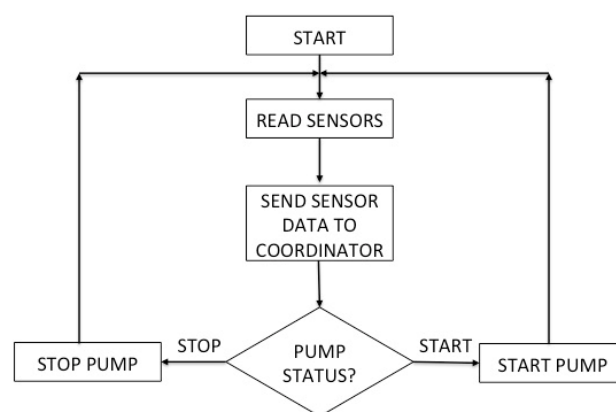 START
READ SENSORS
SEND SENSOR
DATA TO
COORDINATOR
STOP
PUMP
STATUS?
START
STOP PUMP
START PUMP